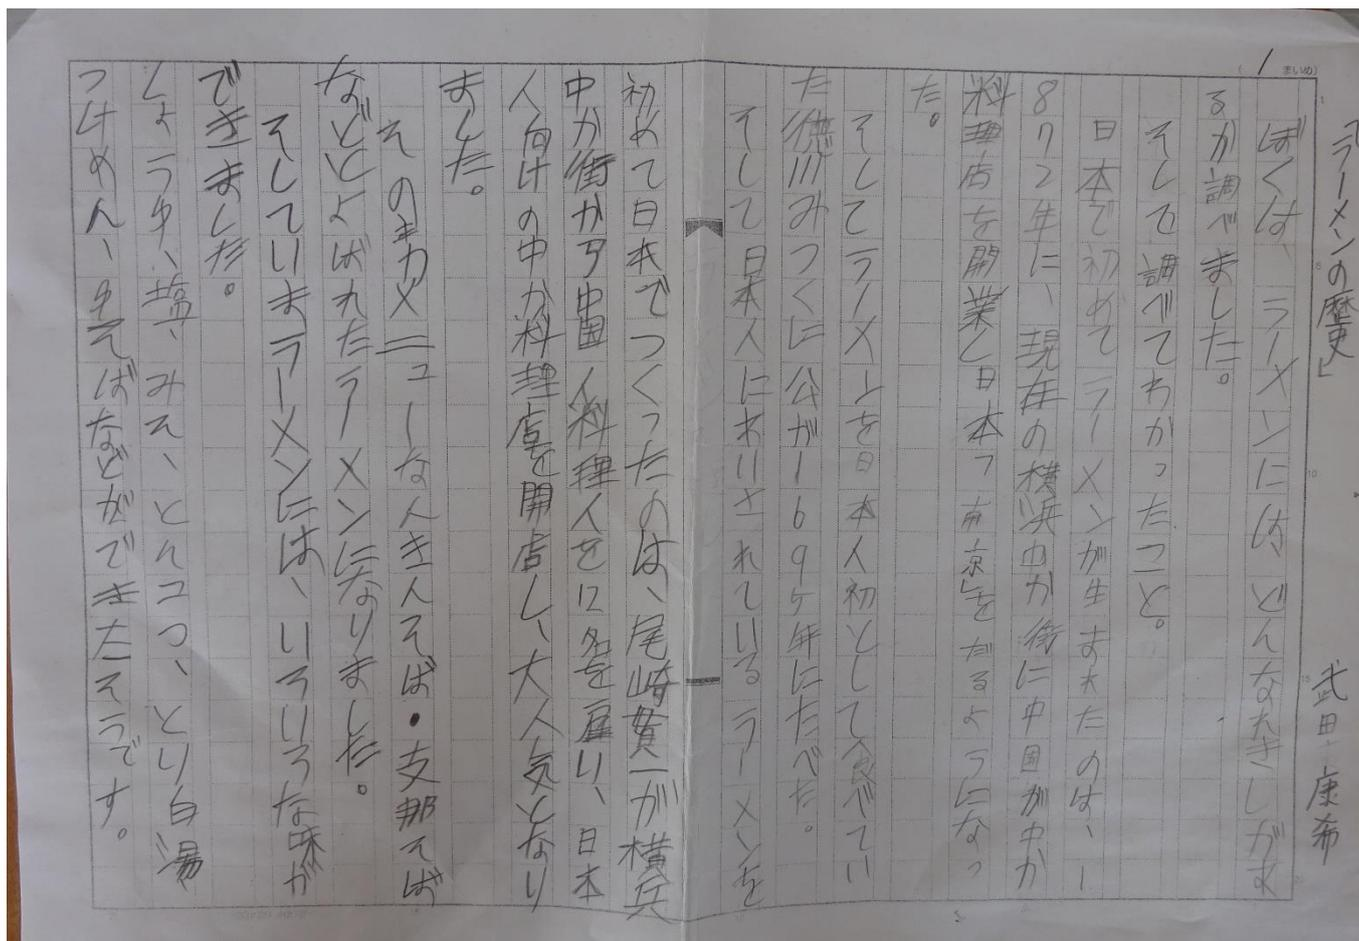 1まいめ
「ラーメンの歴史」
武田康希
ぼくは、ラーメンにはどんなれきしがあ
るか調べました。
そして調べてわかったこと。
日本で初めてラーメンが生まれたのは、1
872年に、現在の横浜中か街に中国が中か
料理店を開業し日本っ南京」をだるようになっ
た。
そしてラーメンを日本人初として食べてい
た徳川みつくに公が1697年にたべた。
そして日本人にあいされているラーメンを
初めて日本でつくったのは、尾崎貫一が横兵
中か街から中国人料理人を12名を雇い、日本
人向けの中か料理店を開店し、大人気となり
ました。
そのまわメニューな人き人そば・支那そば
などとよばれたラーメンになりました。
そしていまラーメンには、いろいろな味が
できました。
しょうゆ、塩、みそ、とんコつ、とり白湯
つけめん、やそばなどができたそうです。